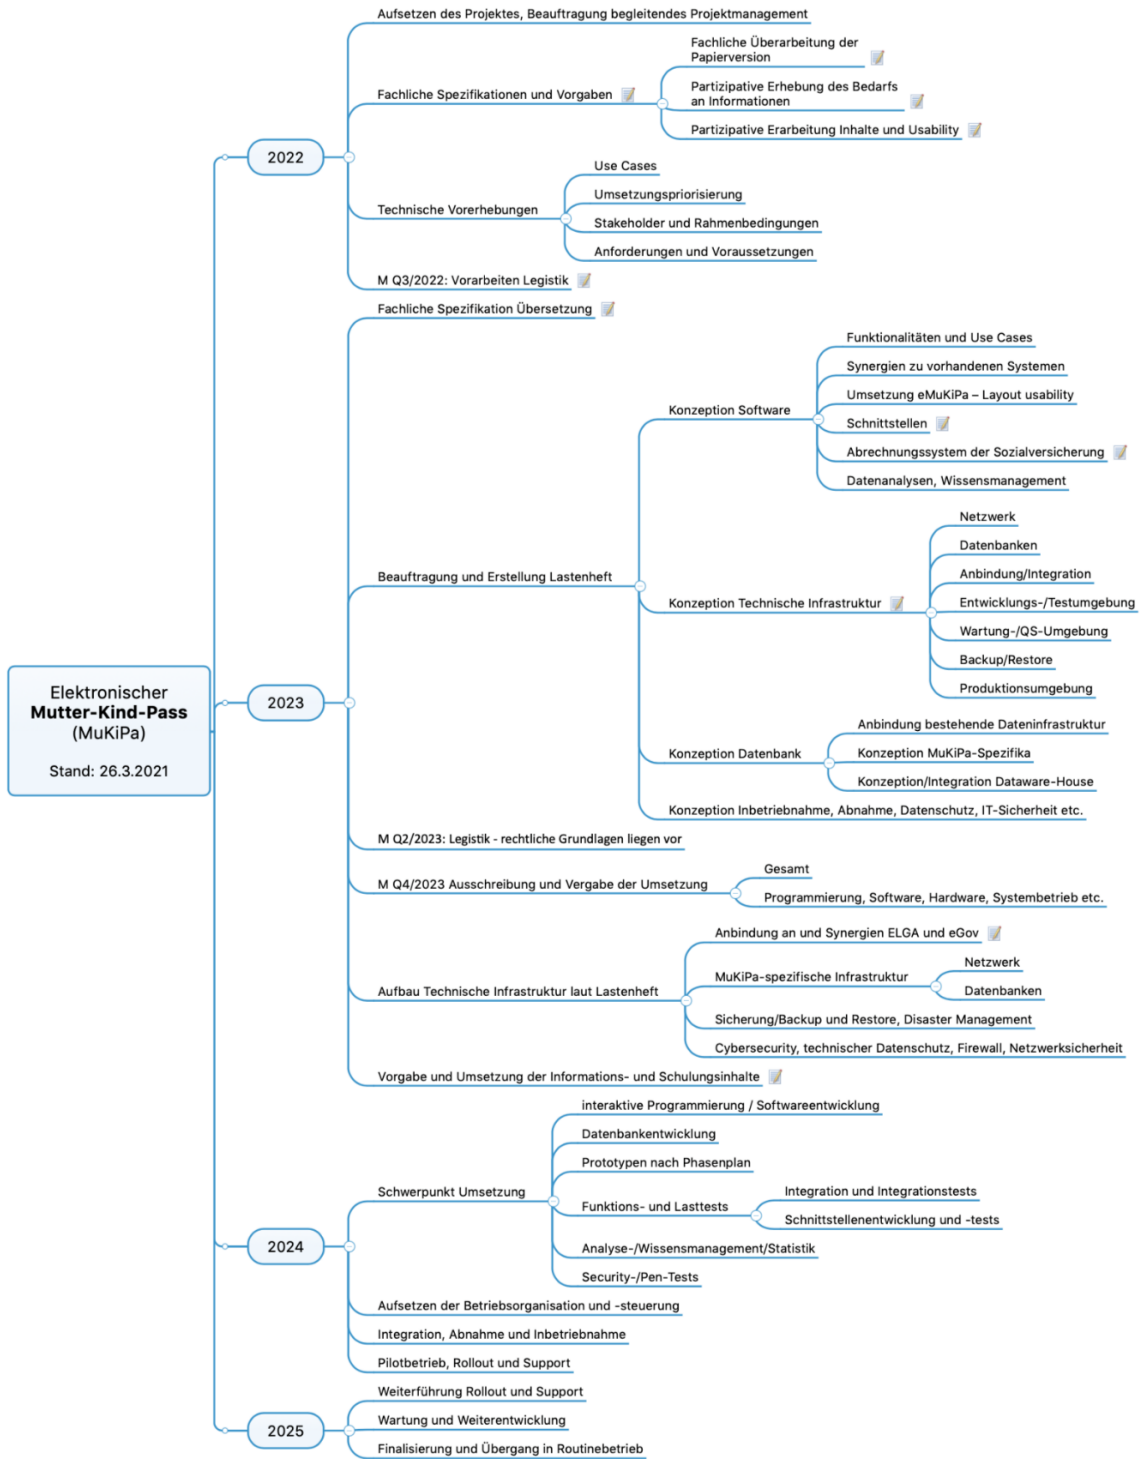 Elektronischer
Mutter-Kind-Pass
(MuKiPa)
Stand: 26.3.2021
2022
Aufsetzen des Projektes, Beauftragung begleitendes Projektmanagement
Fachliche Spezifikationen und Vorgaben
Fachliche Überarbeitung der
Papierversion
Partizipative Erhebung des Bedarfs
an Informationen
Partizipative Erarbeitung Inhalte und Usability
Technische Vorerhebungen
Use Cases
Umsetzungspriorisierung
Stakeholder und Rahmenbedingungen
Anforderungen und Voraussetzungen
M Q3/2022: Vorarbeiten Legistik
2023
Fachliche Spezifikation Übersetzung
Beauftragung und Erstellung Lastenheft
Konzeption Software
Funktionalitäten und Use Cases
Synergien zu vorhandenen Systemen
Umsetzung eMuKiPa – Layout usability
Schnittstellen
Abrechnungssystem der Sozialversicherung
Datenanalysen, Wissensmanagement
Konzeption Technische Infrastruktur
Netzwerk
Datenbanken
Anbindung/Integration
Entwicklungs-/Testumgebung
Wartung-/QS-Umgebung
Backup/Restore
Produktionsumgebung
Konzeption Datenbank
Anbindung bestehende Dateninfrastruktur
Konzeption MuKiPa-Spezifika
Konzeption/Integration Dataware-House
Konzeption Inbetriebnahme, Abnahme, Datenschutz, IT-Sicherheit etc.
M Q2/2023: Legistik - rechtliche Grundlagen liegen vor
M Q4/2023 Ausschreibung und Vergabe der Umsetzung
Gesamt
Programmierung, Software, Hardware, Systembetrieb etc.
Aufbau Technische Infrastruktur laut Lastenheft
Anbindung an und Synergien ELGA und eGov
MuKiPa-spezifische Infrastruktur
Netzwerk
Datenbanken
Sicherung/Backup und Restore, Disaster Management
Cybersecurity, technischer Datenschutz, Firewall, Netzwerksicherheit
Vorgabe und Umsetzung der Informations- und Schulungsinhalte
2024
Schwerpunkt Umsetzung
interaktive Programmierung / Softwareentwicklung
Datenbankentwicklung
Prototypen nach Phasenplan
Funktions- und Lasttests
Integration und Integrationstests
Schnittstellenentwicklung und -tests
Analyse-/Wissensmanagement/Statistik
Security-/Pen-Tests
Aufsetzen der Betriebsorganisation und -steuerung
Integration, Abnahme und Inbetriebnahme
Pilotbetrieb, Rollout und Support
2025
Weiterführung Rollout und Support
Wartung und Weiterentwicklung
Finalisierung und Übergang in Routinebetrieb